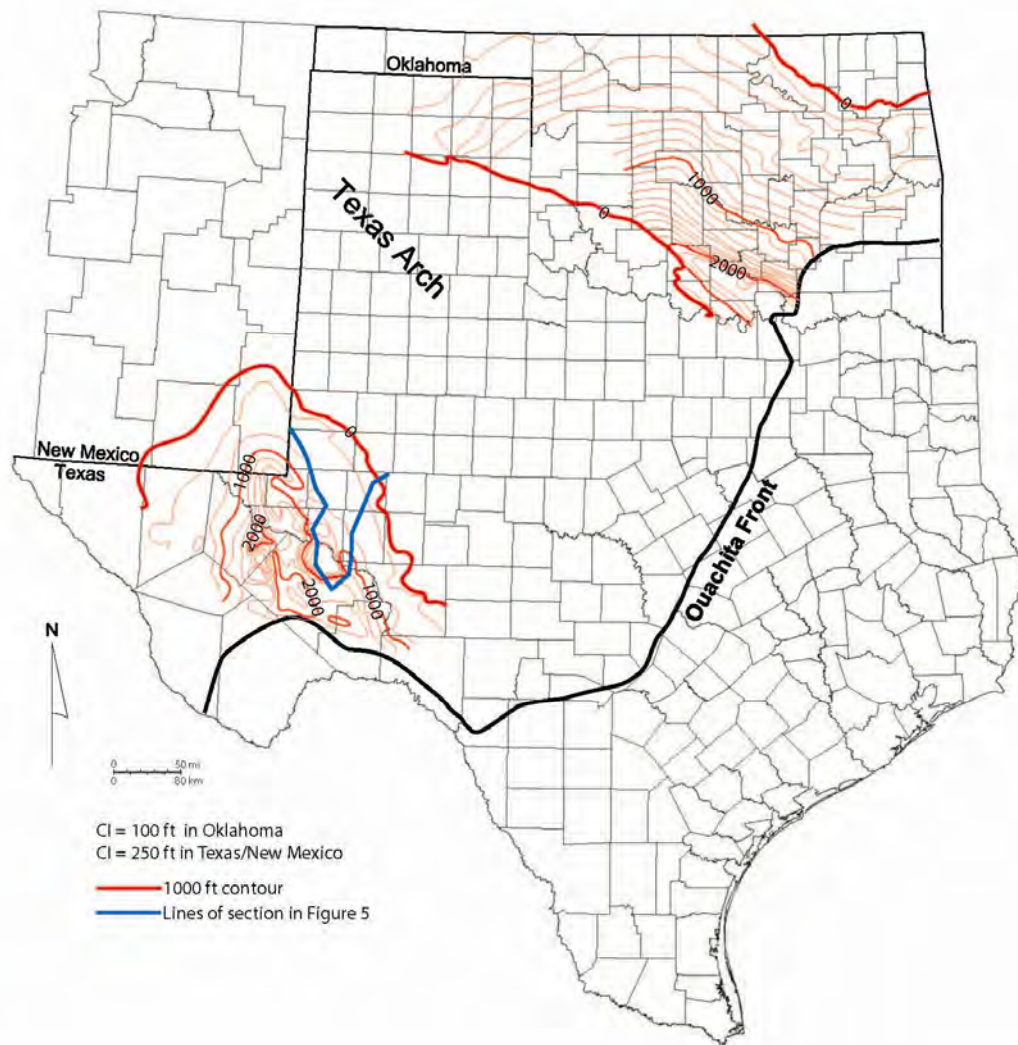 Oklahoma
0
Texas Arch
1000
0
2000
0
New Mexico
Texas
1000
2000
2000
1000
Ouachita Front
N
0 50 mi
0 80 km
CI = 100 ft in Oklahoma
CI = 250 ft in Texas/New Mexico
1000 ft contour
Lines of section in Figure 5